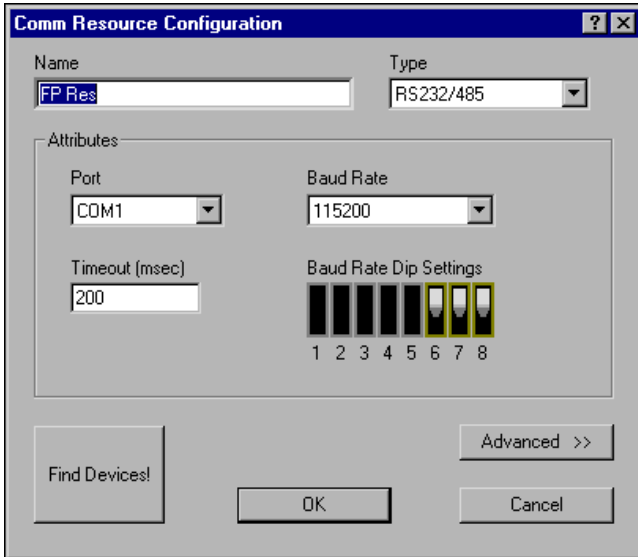 Comm Resource Configuration
Name
Type
FP Res
RS232/485
Attributes
Port
Baud Rate
COM1
115200
Timeout (msec)
Baud Rate Dip Settings
200
1 2 3 4 5 6 7 8
Find Devices!
Advanced >>
OK
Cancel